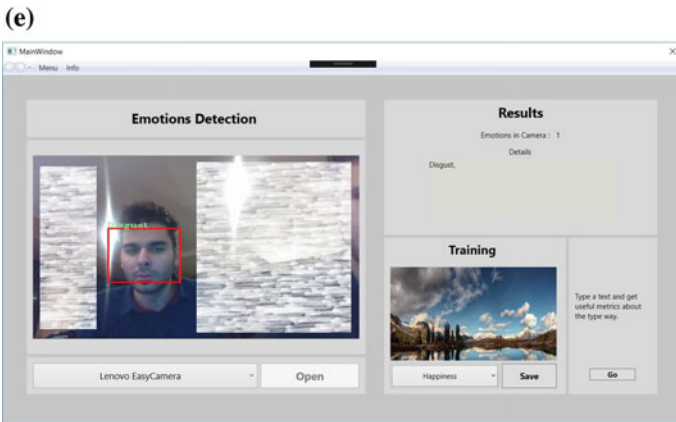 (e)
MainWindow
Menu Info
Emotions Detection
Disgust
Lenovo EasyCamera
Open
Results
Emotions in Camera : 1
Details
Disgust,
Training
Happiness
Save
Type a text and get
useful metrics about
the type way.
Go